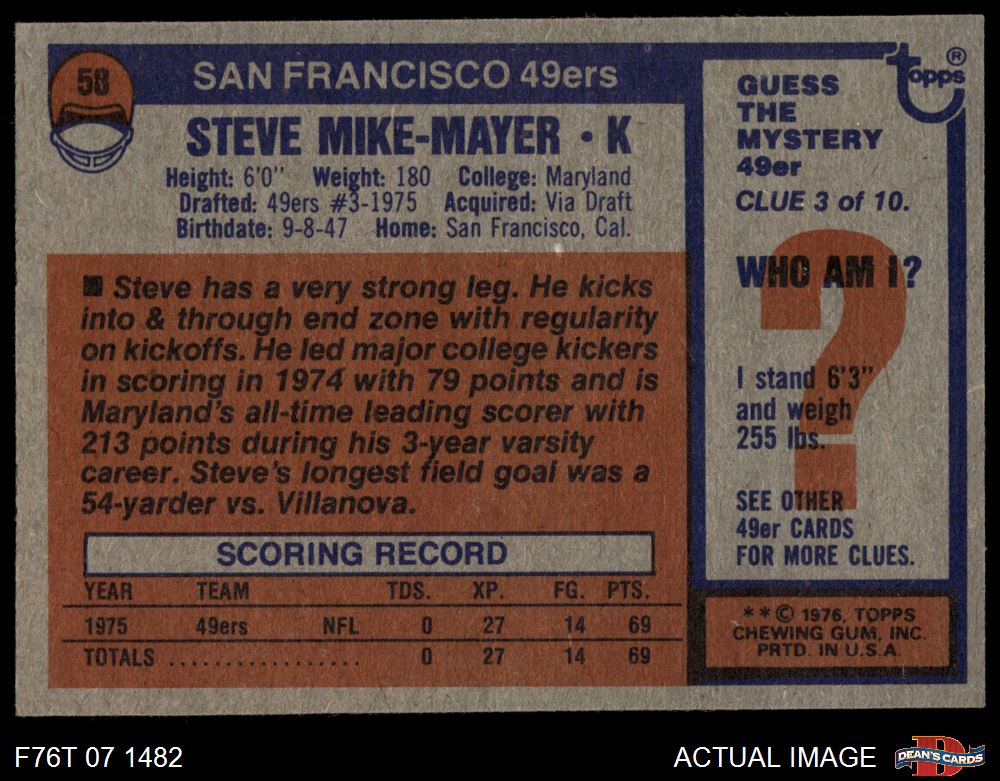 58
SAN FRANCISCO 49ers
STEVE MIKE-MAYER • K
Height: 6'0" Weight: 180 College: Maryland
Drafted: 49ers #3-1975 Acquired: Via Draft
Birthdate: 9-8-47 Home: San Francisco, Cal.
■ Steve has a very strong leg. He kicks
into & through end zone with regularity
on kickoffs. He led major college kickers
in scoring in 1974 with 79 points and is
Maryland's all-time leading scorer with
213 points during his 3-year varsity
career. Steve's longest field goal was a
54-yarder vs. Villanova.
SCORING RECORD
YEAR TEAM TDS. XP. FG. PTS.
1975 49ers NFL 0 27 14 69
TOTALS ................. 0 27 14 69
topps®
GUESS
THE
MYSTERY
49er
CLUE 3 of 10.
WHO AM I?
I stand 6'3"
and weigh
255 lbs.
SEE OTHER
49er CARDS
FOR MORE CLUES.
**© 1976, TOPPS
CHEWING GUM, INC.
PRTD. IN U.S.A.
F76T 07 1482
ACTUAL IMAGE
D
DEAN'S CARDS